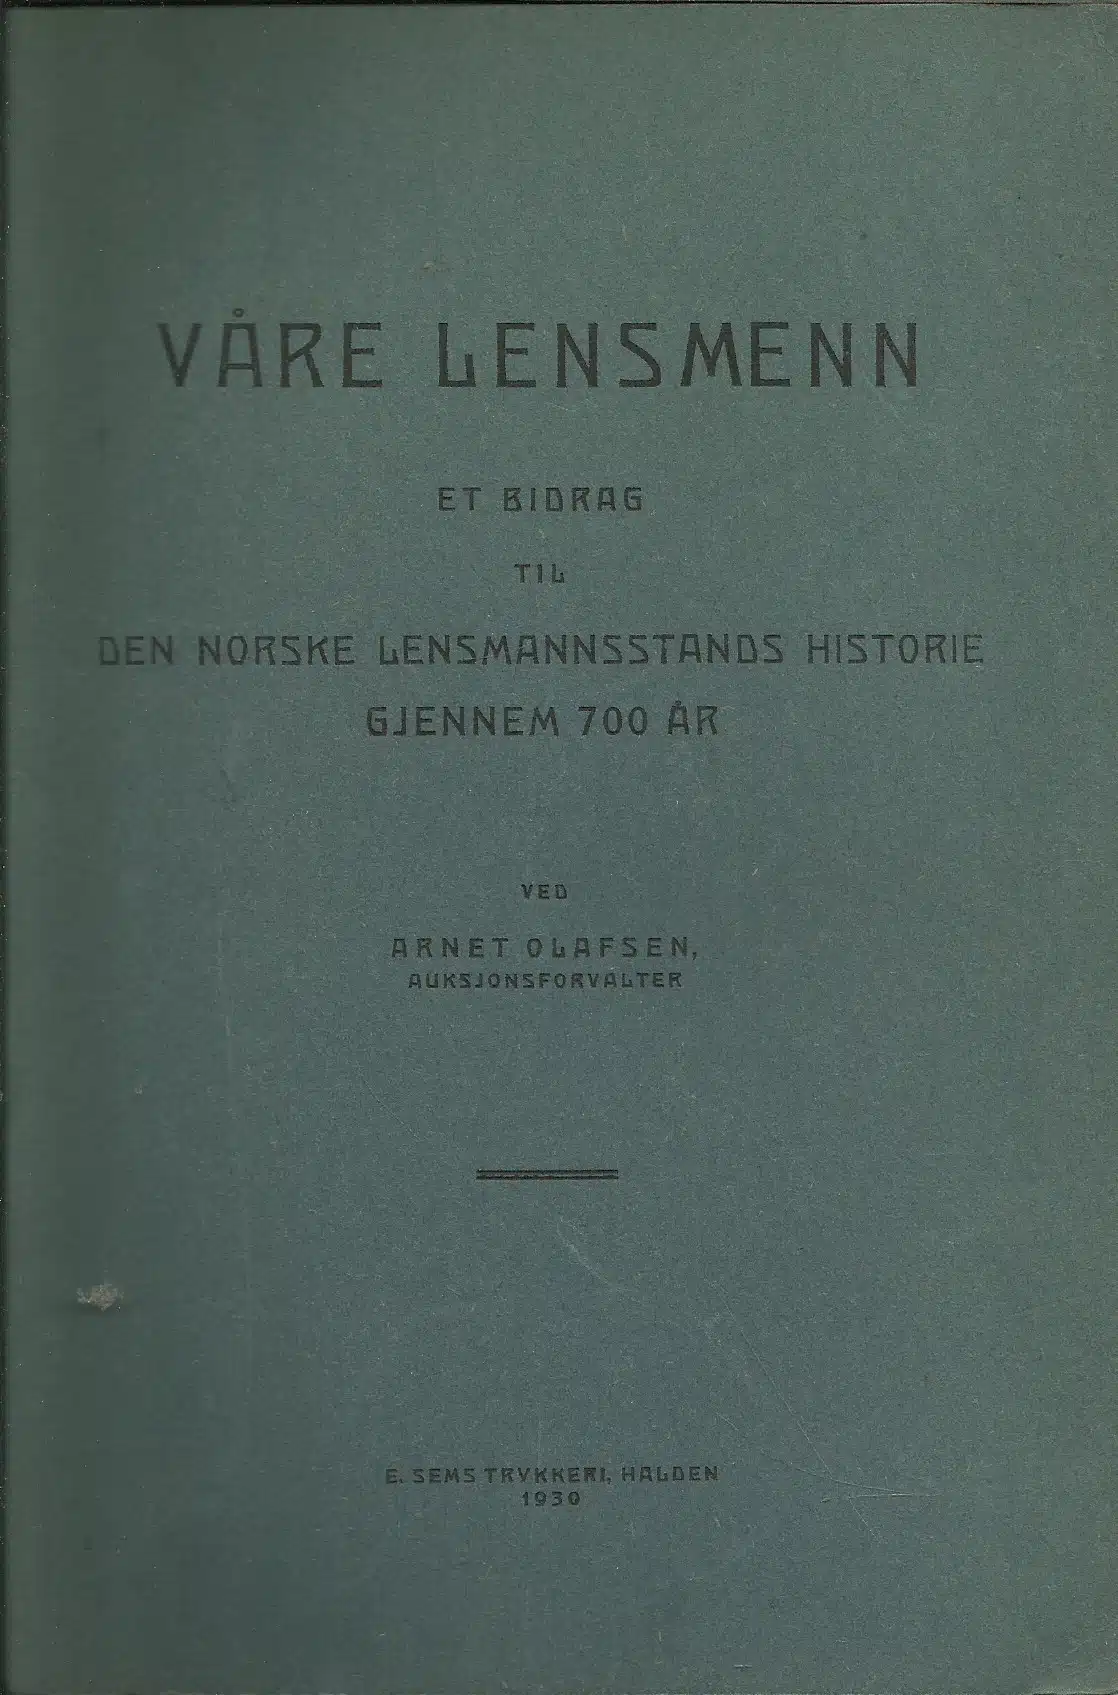 VÅRE LENSMENN
ET BIDRAG
TIL
DEN NORSKE LENSMANNSSTANDS HISTORIE
GJENNEM 700 ÅR
VED
ARNET OLAFSEN,
AUKSJONSFORVALTER
E. SEMS TRYKKERI, HALDEN
1930